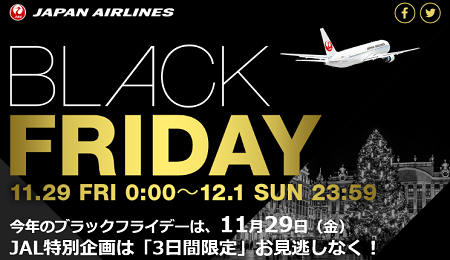 JAPAN AIRLINES
BLACK
FRIDAY
11.29 FRI 0:00〜12.1 SUN 23:59
今年のブラックフライデーは、11月29日（金）
JAL特別企画は「3日間限定」お見逃しなく！